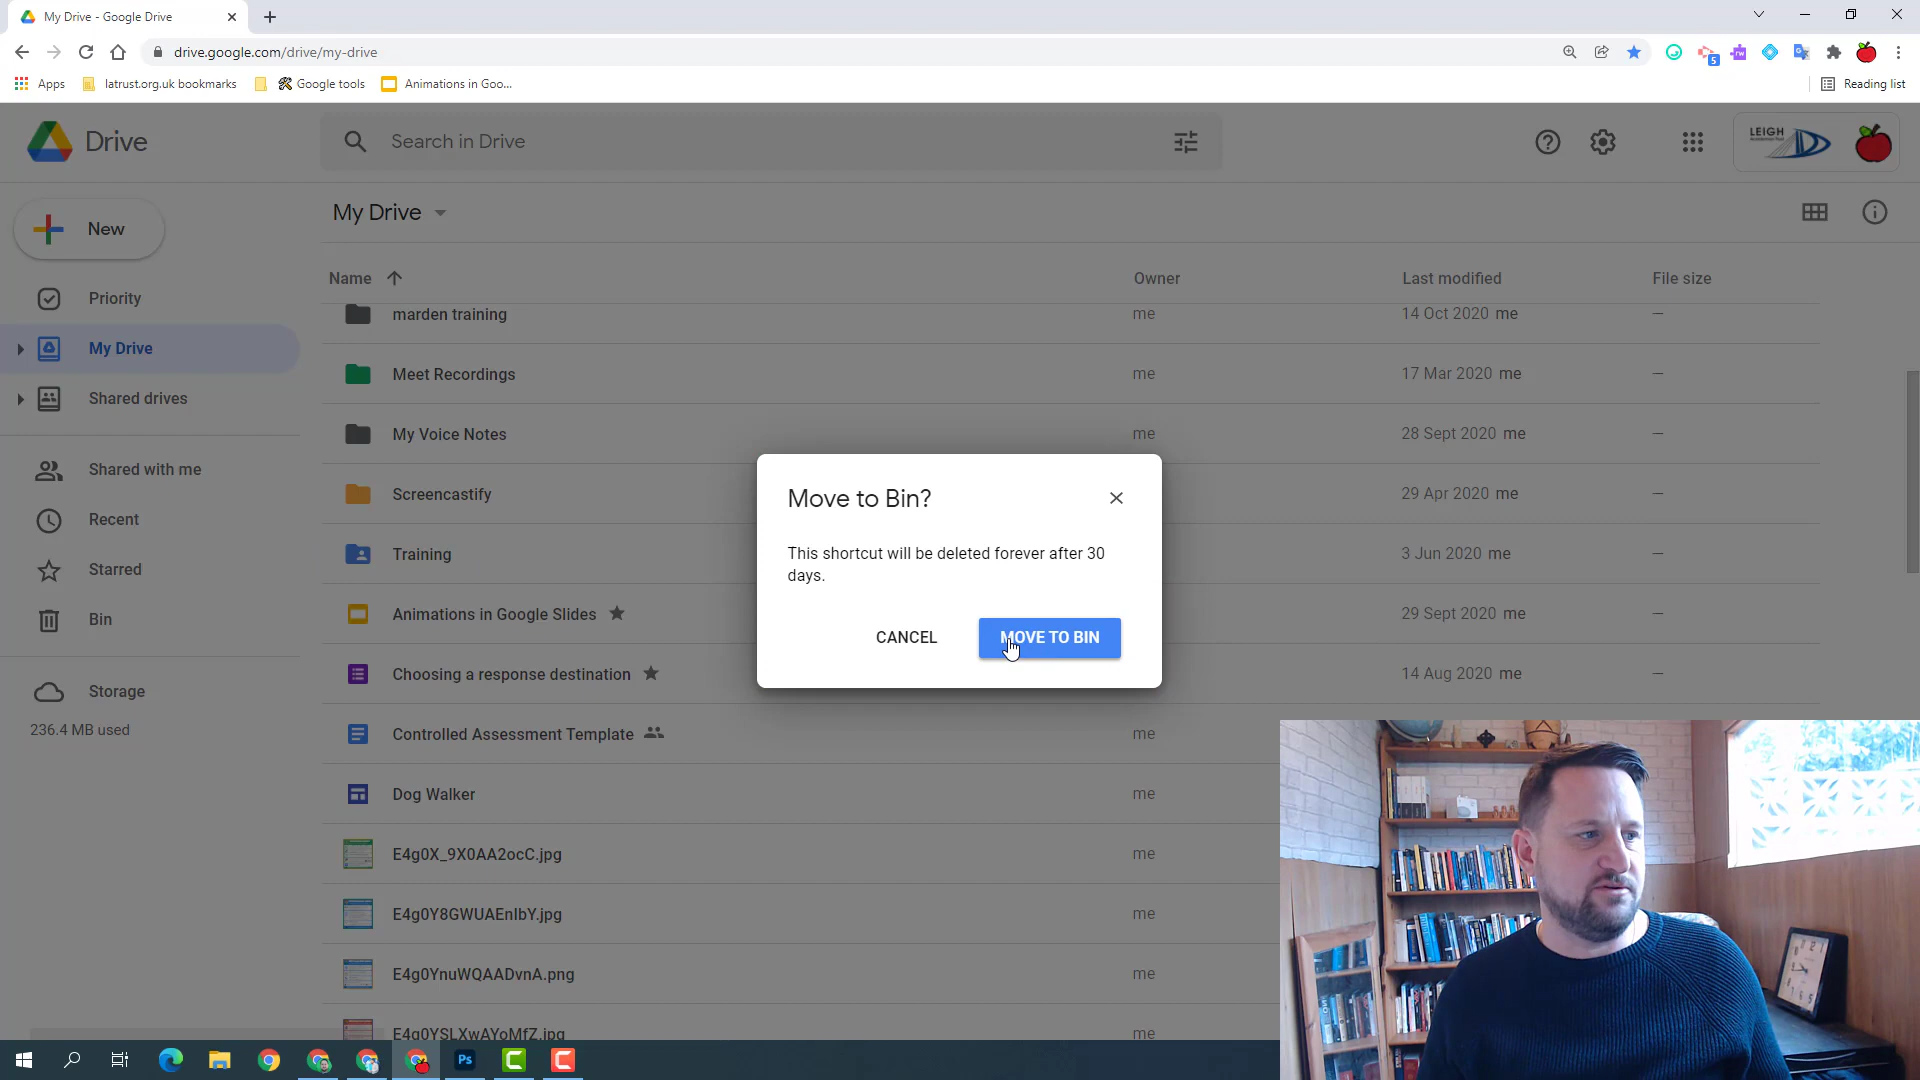 My Drive - Google Drive
drive.google.com/drive/my-drive
5
rw
Apps
latrust.org.uk bookmarks
Google tools
Animations in Goo...
Reading list
Drive
Search in Drive
LEIGH
My Drive
New
Name
Owner
Last modified
File size
Priority
My Drive
Shared drives
Shared with me
Recent
Starred
Bin
Storage
236.4 MB used
marden training
me
14 Oct 2020 me
–
Meet Recordings
me
17 Mar 2020 me
–
My Voice Notes
me
28 Sept 2020 me
–
Screencastify
29 Apr 2020 me
–
Training
3 Jun 2020 me
–
Animations in Google Slides
29 Sept 2020 me
–
Choosing a response destination
14 Aug 2020 me
–
Controlled Assessment Template
me
Dog Walker
me
E4g0X_9X0AA2ocC.jpg
me
E4g0Y8GWUAEnIbY.jpg
me
E4g0YnuWQAADvnA.png
me
E4g0YSLXwAYoMfZ.jpg
me
Move to Bin?
This shortcut will be deleted forever after 30
days.
CANCEL
MOVE TO BIN
Ps